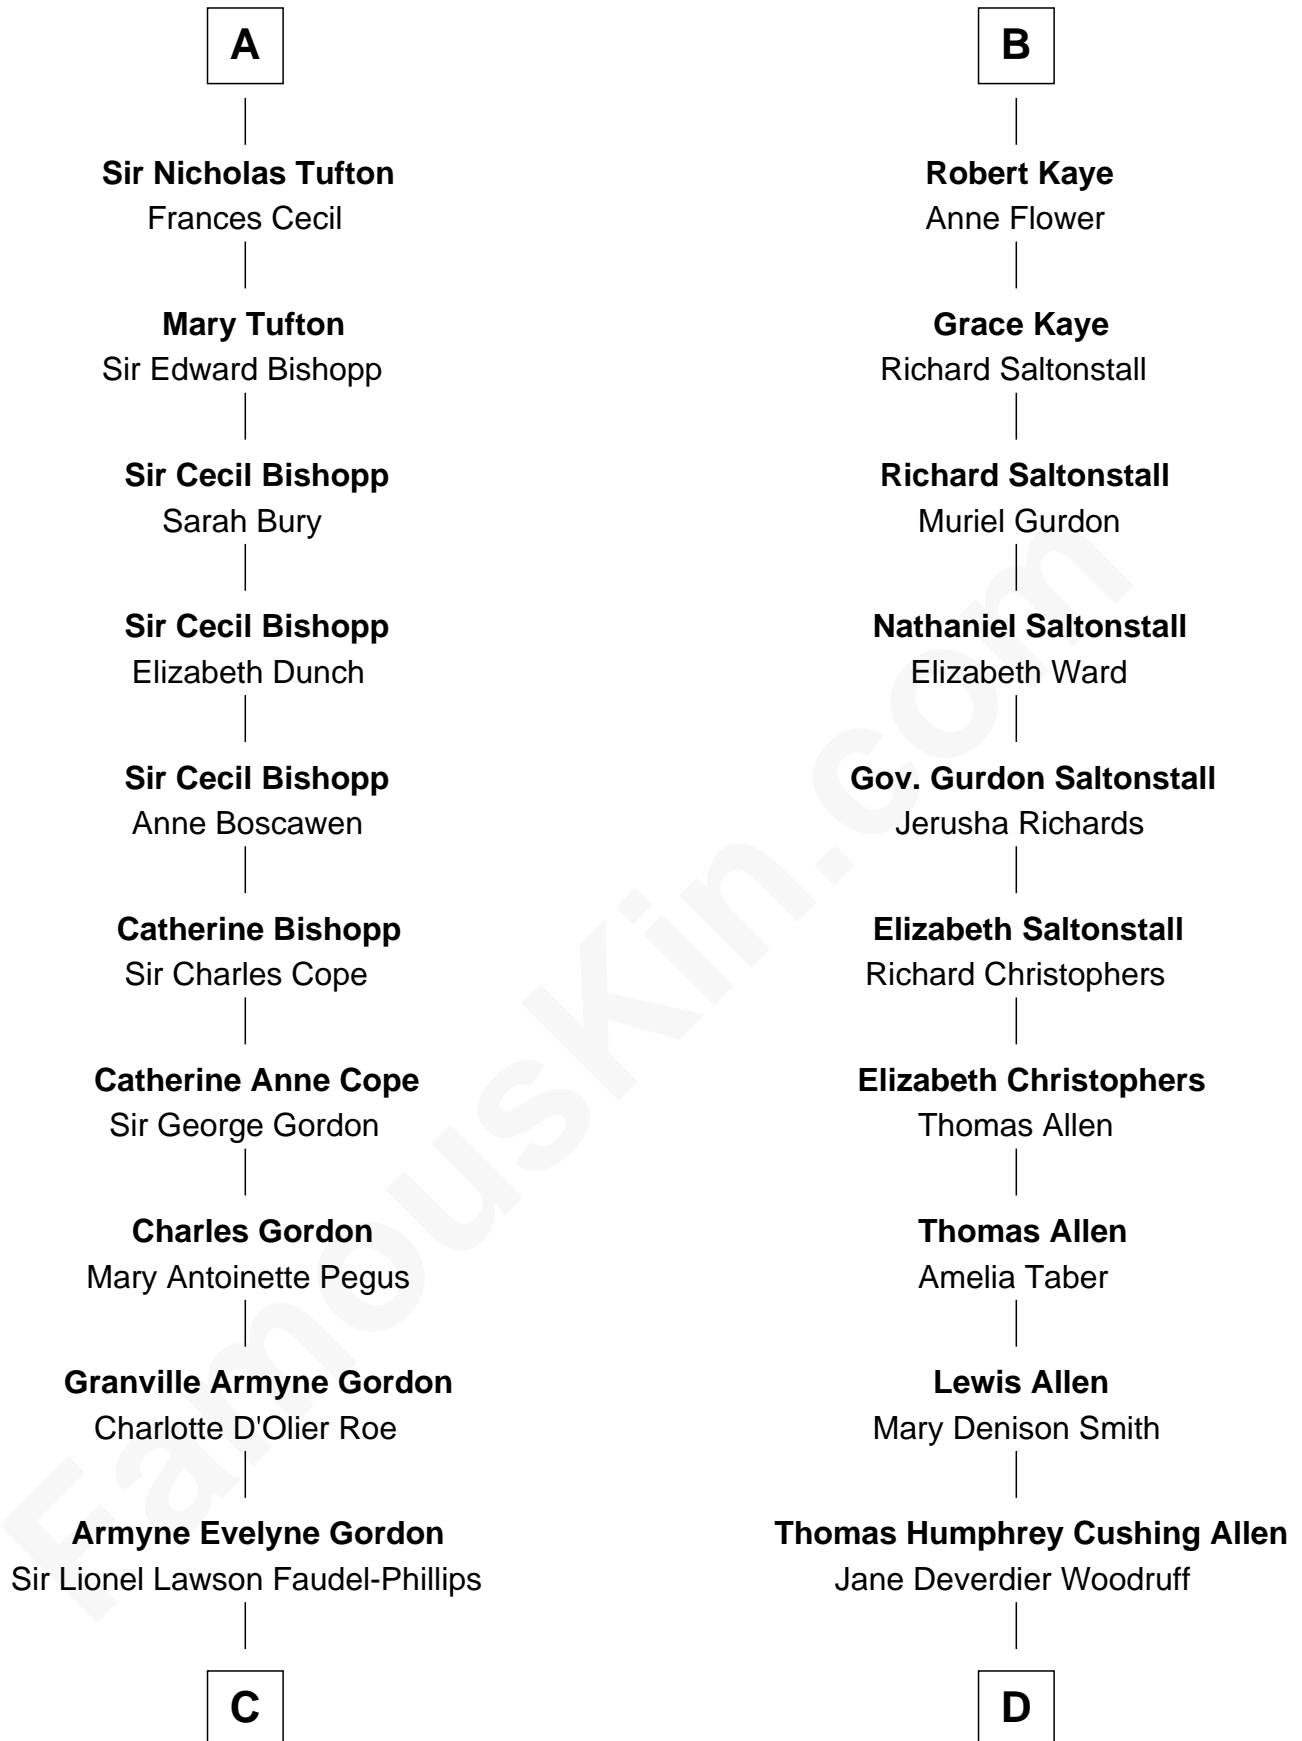 A
Sir Nicholas Tufton
Frances Cecil
Mary Tufton
Sir Edward Bishopp
Sir Cecil Bishopp
Sarah Bury
Sir Cecil Bishopp
Elizabeth Dunch
Sir Cecil Bishopp
Anne Boscawen
Catherine Bishopp
Sir Charles Cope
Catherine Anne Cope
Sir George Gordon
Charles Gordon
Mary Antoinette Pegus
Granville Armyne Gordon
Charlotte D'Olier Roe
Armyne Evelyne Gordon
Sir Lionel Lawson Faudel-Phillips
C
B
Robert Kaye
Anne Flower
Grace Kaye
Richard Saltonstall
Richard Saltonstall
Muriel Gurdon
Nathaniel Saltonstall
Elizabeth Ward
Gov. Gurdon Saltonstall
Jerusha Richards
Elizabeth Saltonstall
Richard Christophers
Elizabeth Christophers
Thomas Allen
Thomas Allen
Amelia Taber
Lewis Allen
Mary Denison Smith
Thomas Humphrey Cushing Allen
Jane Deverdier Woodruff
D
FamousKin.com